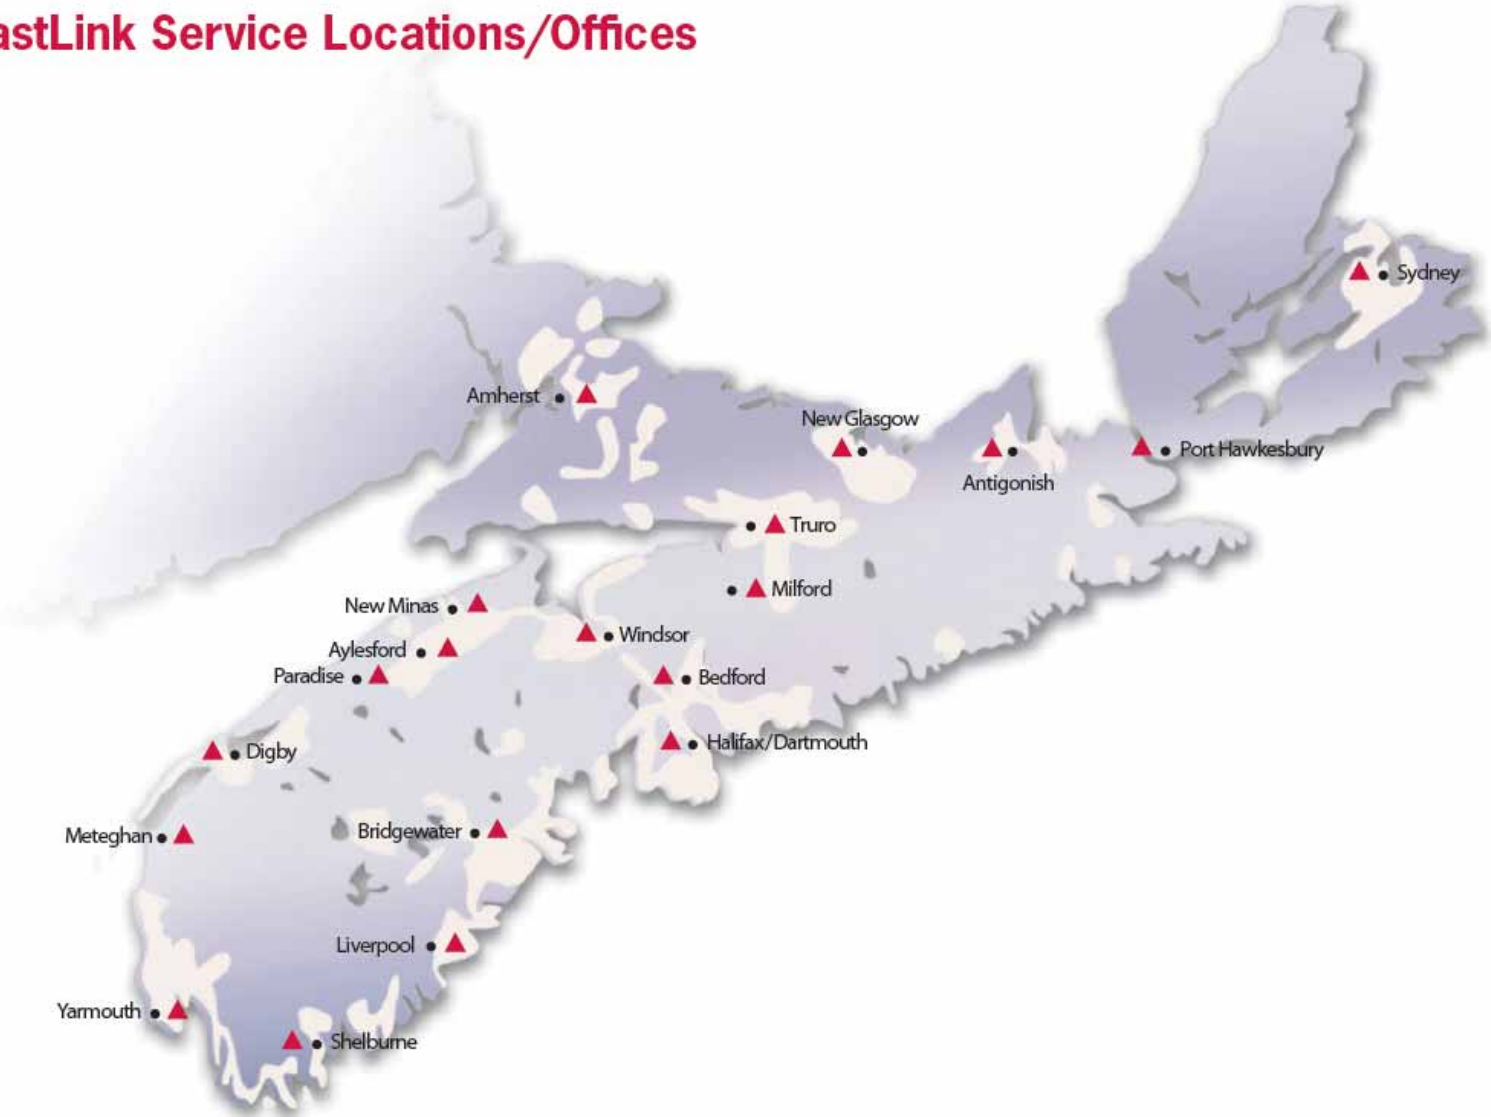 astLink Service Locations/Offices
Sydney
Amherst
New Glasgow
Port Hawkesbury
Antigonish
Truro
Milford
New Minas
Windsor
Aylesford
Paradise
Bedford
Halifax/Dartmouth
Digby
Meteghan
Bridgewater
Liverpool
Yarmouth
Shelburne